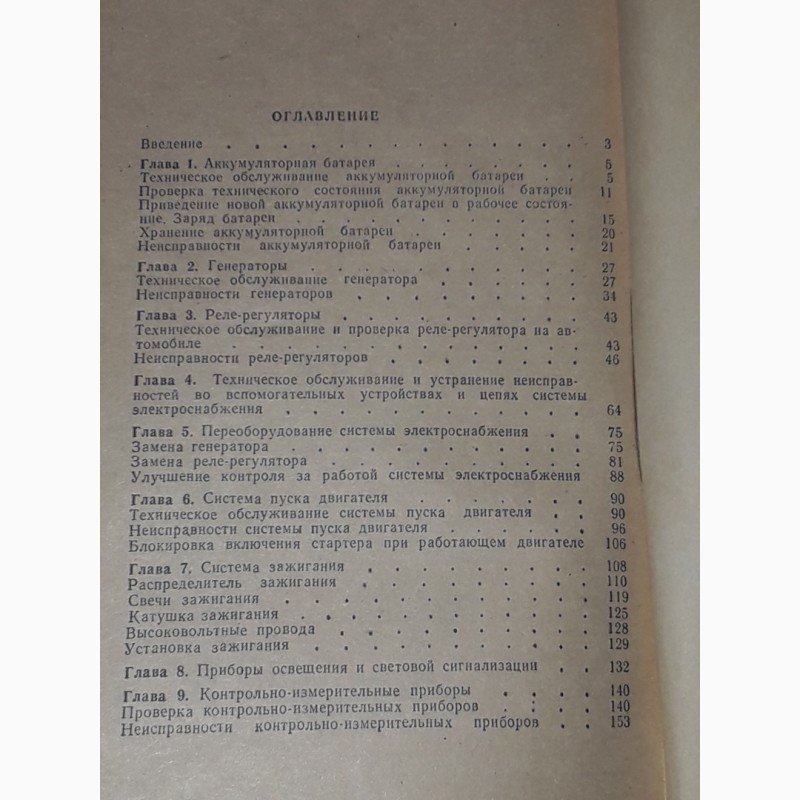 ОГЛАВЛЕНИЕ
Введение . . . . . . . . . . . . . . 3
Глава 1. Аккумуляторная батарея . . . . . . . 5
Техническое обслуживание аккумуляторной батареи . . 5
Проверка технического состояния аккумуляторной батареи 11
Приведение новой аккумуляторной батареи в рабочее состоя-
ние. Заряд батареи . . . . . . . . . . . 15
Хранение аккумуляторной батареи . . . . . . . 20
Неисправности аккумуляторной батареи . . . . . 21
Глава 2. Генераторы . . . . . . . . . . 27
Техническое обслуживание генератора . . . . . . 27
Неисправности генераторов . . . . . . . . . 34
Глава 3. Реле-регуляторы . . . . . . . . . 43
Техническое обслуживание и проверка реле-регулятора на ав-
томобиле . . . . . . . . . . . . . 43
Неисправности реле-регуляторов . . . . . . . 46
Глава 4. Техническое обслуживание и устранение неисправ-
ностей во вспомогательных устройствах и цепях системы
электроснабжения . . . . . . . . . . . 64
Глава 5. Переоборудование системы электроснабжения . . 75
Замена генератора . . . . . . . . . . . 75
Замена реле-регулятора . . . . . . . . . . 81
Улучшение контроля за работой системы электроснабжения 88
Глава 6. Система пуска двигателя . . . . . . 90
Техническое обслуживание системы пуска двигателя . . 90
Неисправности системы пуска двигателя . . . . . 96
Блокировка включения стартера при работающем двигателе 106
Глава 7. Система зажигания . . . . . . . . 108
Распределитель зажигания . . . . . . . . 110
Свечи зажигания . . . . . . . . . . . 119
Катушка зажигания . . . . . . . . . . 125
Высоковольтные провода . . . . . . . . . 128
Установка зажигания . . . . . . . . . . 129
Глава 8. Приборы освещения и световой сигнализации . . 132
Глава 9. Контрольно-измерительные приборы . . . . 140
Проверка контрольно-измерительных приборов . . . . 140
Неисправности контрольно-измерительных приборов . . 153